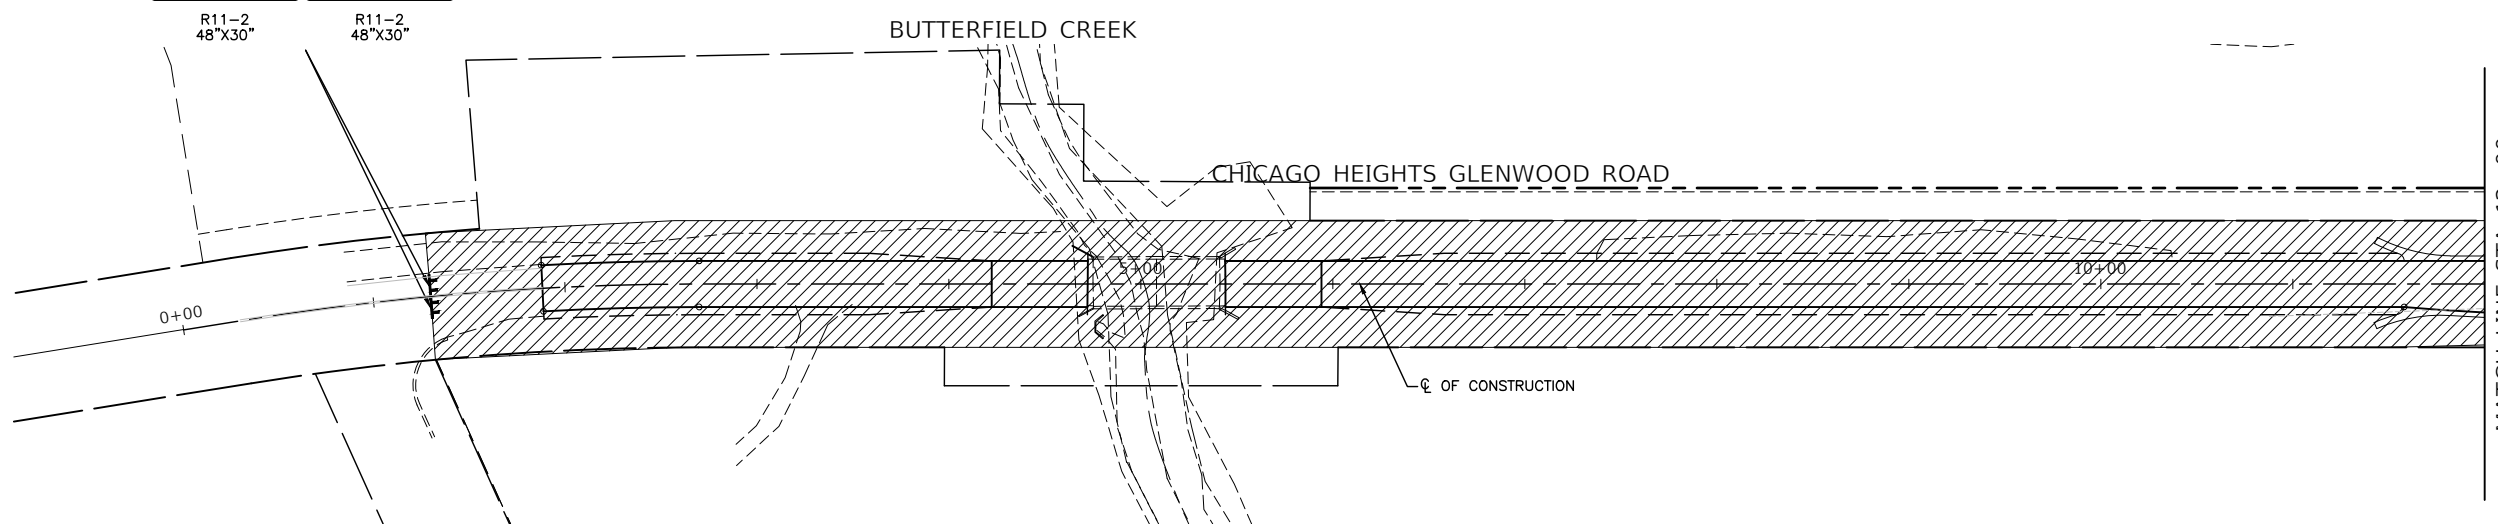 R11-2
48"X30"
R11-2
48"X30"
BUTTERFIELD CREEK
CHICAGO HEIGHTS GLENWOOD ROAD
0+00
5+00
10+00
℄ OF CONSTRUCTION